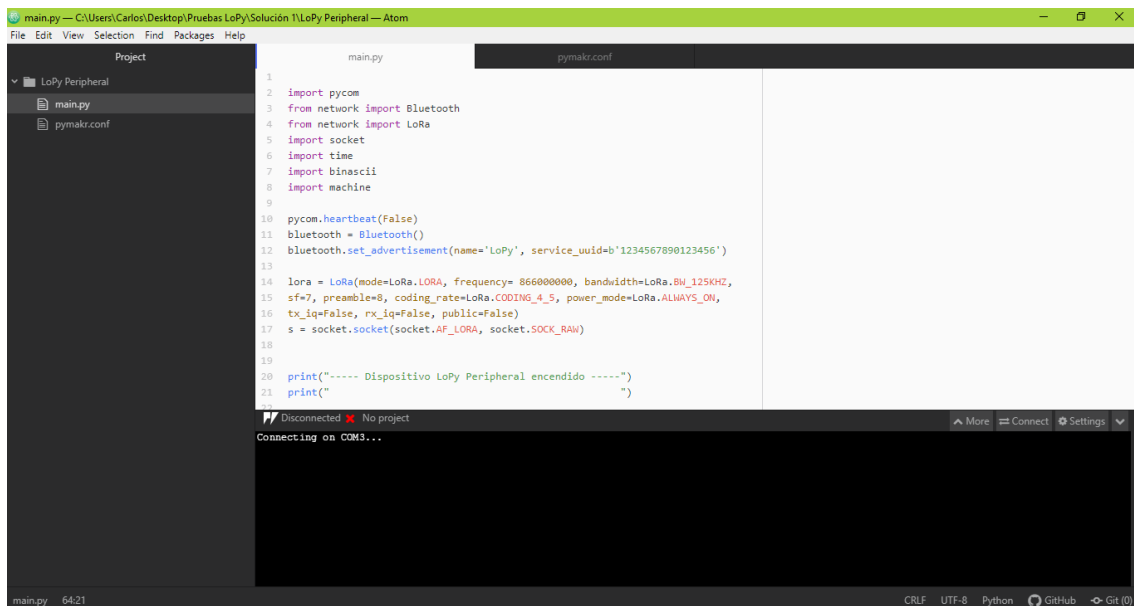 main.py — C:\Users\Carlos\Desktop\Pruebas LoPy\Solución 1\LoPy Peripheral — Atom
File Edit View Selection Find Packages Help
Project
LoPy Peripheral
main.py
pymakr.conf
main.py pymakr.conf
1
2 import pycom
3 from network import Bluetooth
4 from network import LoRa
5 import socket
6 import time
7 import binascii
8 import machine
9
10 pycom.heartbeat(False)
11 bluetooth = Bluetooth()
12 bluetooth.set_advertisement(name='LoPy', service_uuid=b'1234567890123456')
13
14 lora = LoRa(mode=LoRa.LORA, frequency= 866000000, bandwidth=LoRa.BW_125KHZ,
15 sf=7, preamble=8, coding_rate=LoRa.CODING_4_5, power_mode=LoRa.ALWAYS_ON,
16 tx_iq=False, rx_iq=False, public=False)
17 s = socket.socket(socket.AF_LORA, socket.SOCK_RAW)
18
19
20 print("----- Dispositivo LoPy Peripheral encendido -----")
21 print("                                                 ")
22
Disconnected No project
More Connect Settings
Connecting on COM3...
main.py 64:21
CRLF UTF-8 Python GitHub Git (0)